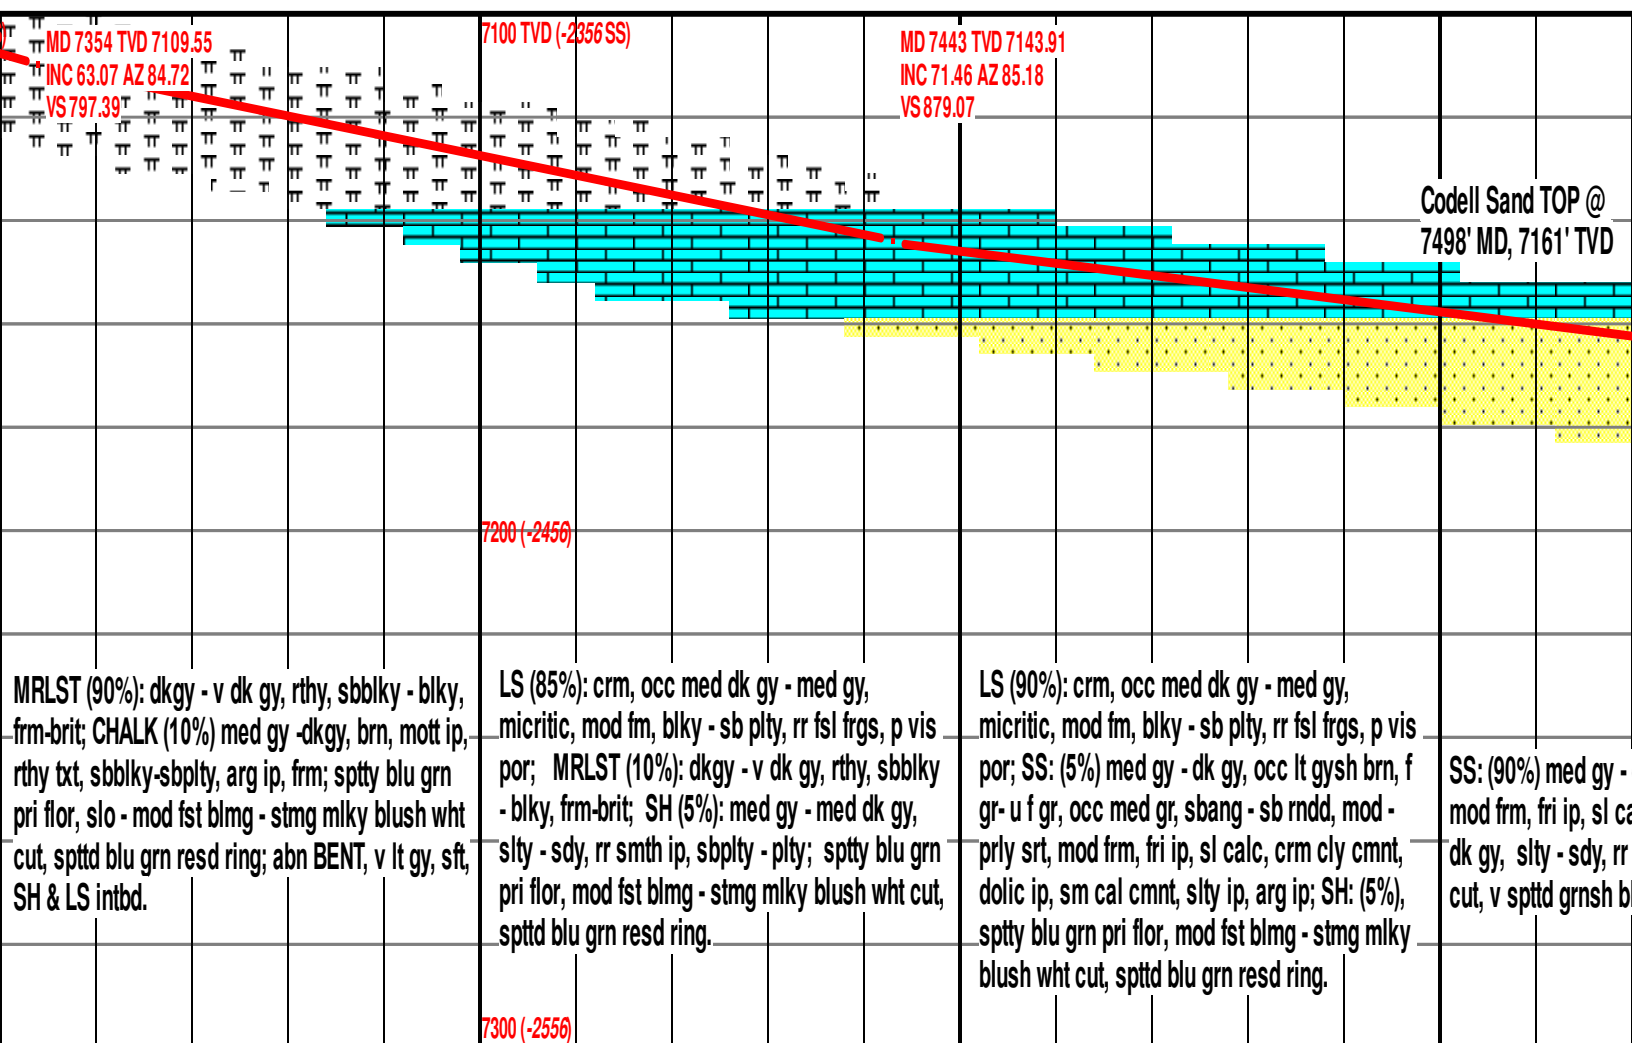 )
MD 7354 TVD 7109.55
INC 63.07 AZ 84.72
VS 797.39
7100 TVD (-2356 SS)
MD 7443 TVD 7143.91
INC 71.46 AZ 85.18
VS 879.07
Codell Sand TOP @
7498' MD, 7161' TVD
7200 (-2456)
MRLST (90%): dkgy - v dk gy, rthy, sbblky - blky,
frm-brit; CHALK (10%) med gy -dkgy, brn, mott ip,
rthy txt, sbblky-sbplty, arg ip, frm; sptty blu grn
pri flor, slo - mod fst blmg - stmg mlky blush wht
cut, spttd blu grn resd ring; abn BENT, v lt gy, sft,
SH & LS intbd.
LS (85%): crm, occ med dk gy - med gy,
micritic, mod fm, blky - sb plty, rr fsl frgs, p vis
por; MRLST (10%): dkgy - v dk gy, rthy, sbblky
- blky, frm-brit; SH (5%): med gy - med dk gy,
slty - sdy, rr smth ip, sbplty - plty; sptty blu grn
pri flor, mod fst blmg - stmg mlky blush wht cut,
spttd blu grn resd ring.
LS (90%): crm, occ med dk gy - med gy,
micritic, mod fm, blky - sb plty, rr fsl frgs, p vis
por; SS: (5%) med gy - dk gy, occ lt gysh brn, f
gr- u f gr, occ med gr, sbang - sb rndd, mod -
prly srt, mod frm, fri ip, sl calc, crm cly cmnt,
dolic ip, sm cal cmnt, slty ip, arg ip; SH: (5%),
sptty blu grn pri flor, mod fst blmg - stmg mlky
blush wht cut, spttd blu grn resd ring.
SS: (90%) med gy -
mod frm, fri ip, sl ca
dk gy, slty - sdy, rr
cut, v spttd grnsh bl
7300 (-2556)